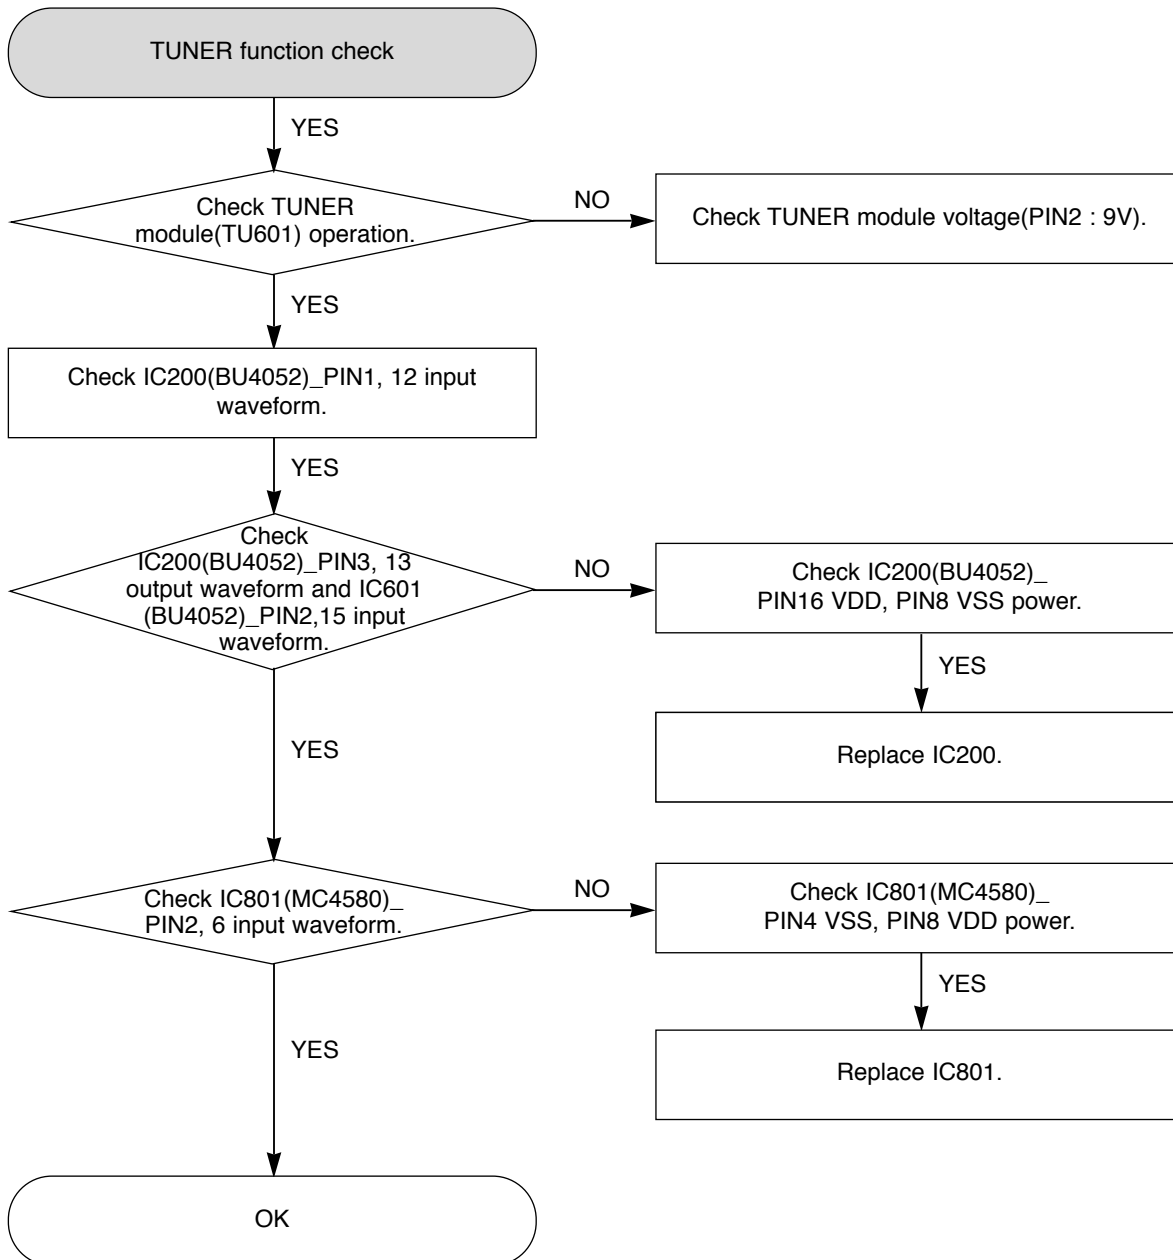 TUNER function check
YES
Check TUNER
module(TU601) operation.
NO
Check TUNER module voltage(PIN2 : 9V).
YES
Check IC200(BU4052)_PIN1, 12 input
waveform.
YES
Check
IC200(BU4052)_PIN3, 13
output waveform and IC601
(BU4052)_PIN2,15 input
waveform.
NO
Check IC200(BU4052)_
PIN16 VDD, PIN8 VSS power.
YES
Replace IC200.
YES
Check IC801(MC4580)_
PIN2, 6 input waveform.
NO
Check IC801(MC4580)_
PIN4 VSS, PIN8 VDD power.
YES
Replace IC801.
YES
OK